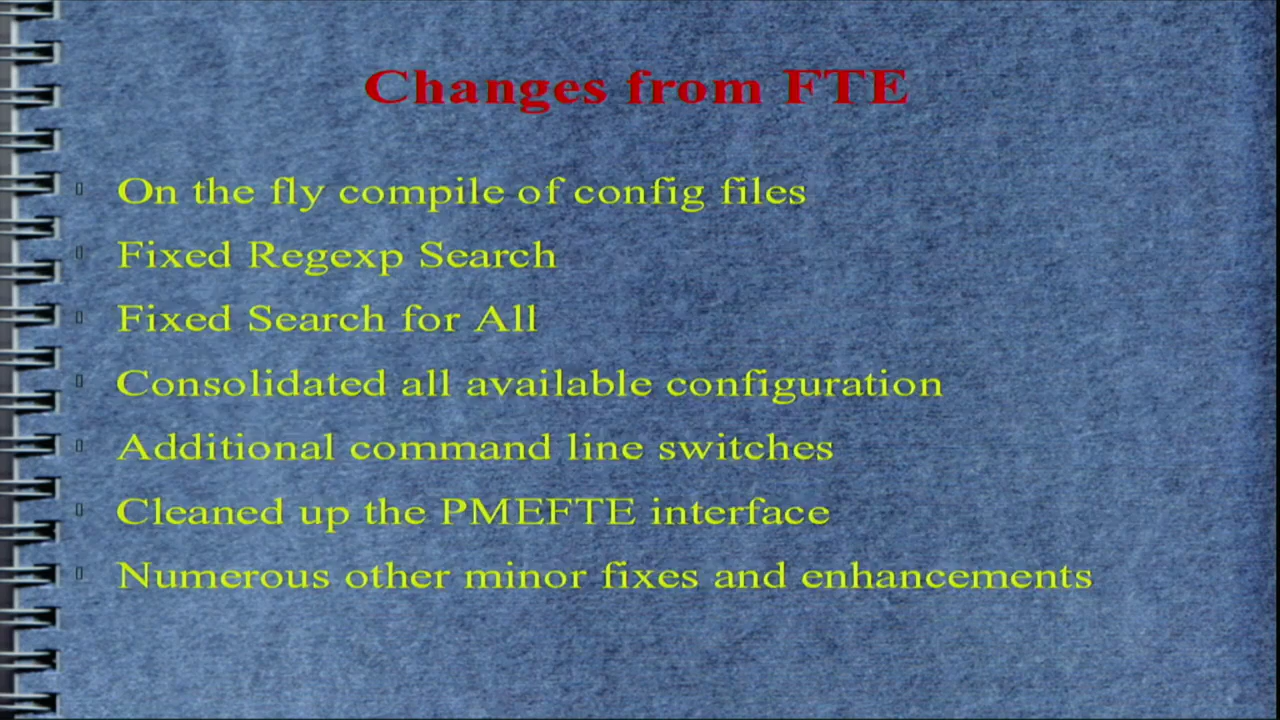 Changes from FTE
On the fly compile of config files
Fixed Regexp Search
Fixed Search for All
Consolidated all available configuration
Additional command line switches
Cleaned up the PMEFTE interface
Numerous other minor fixes and enhancements